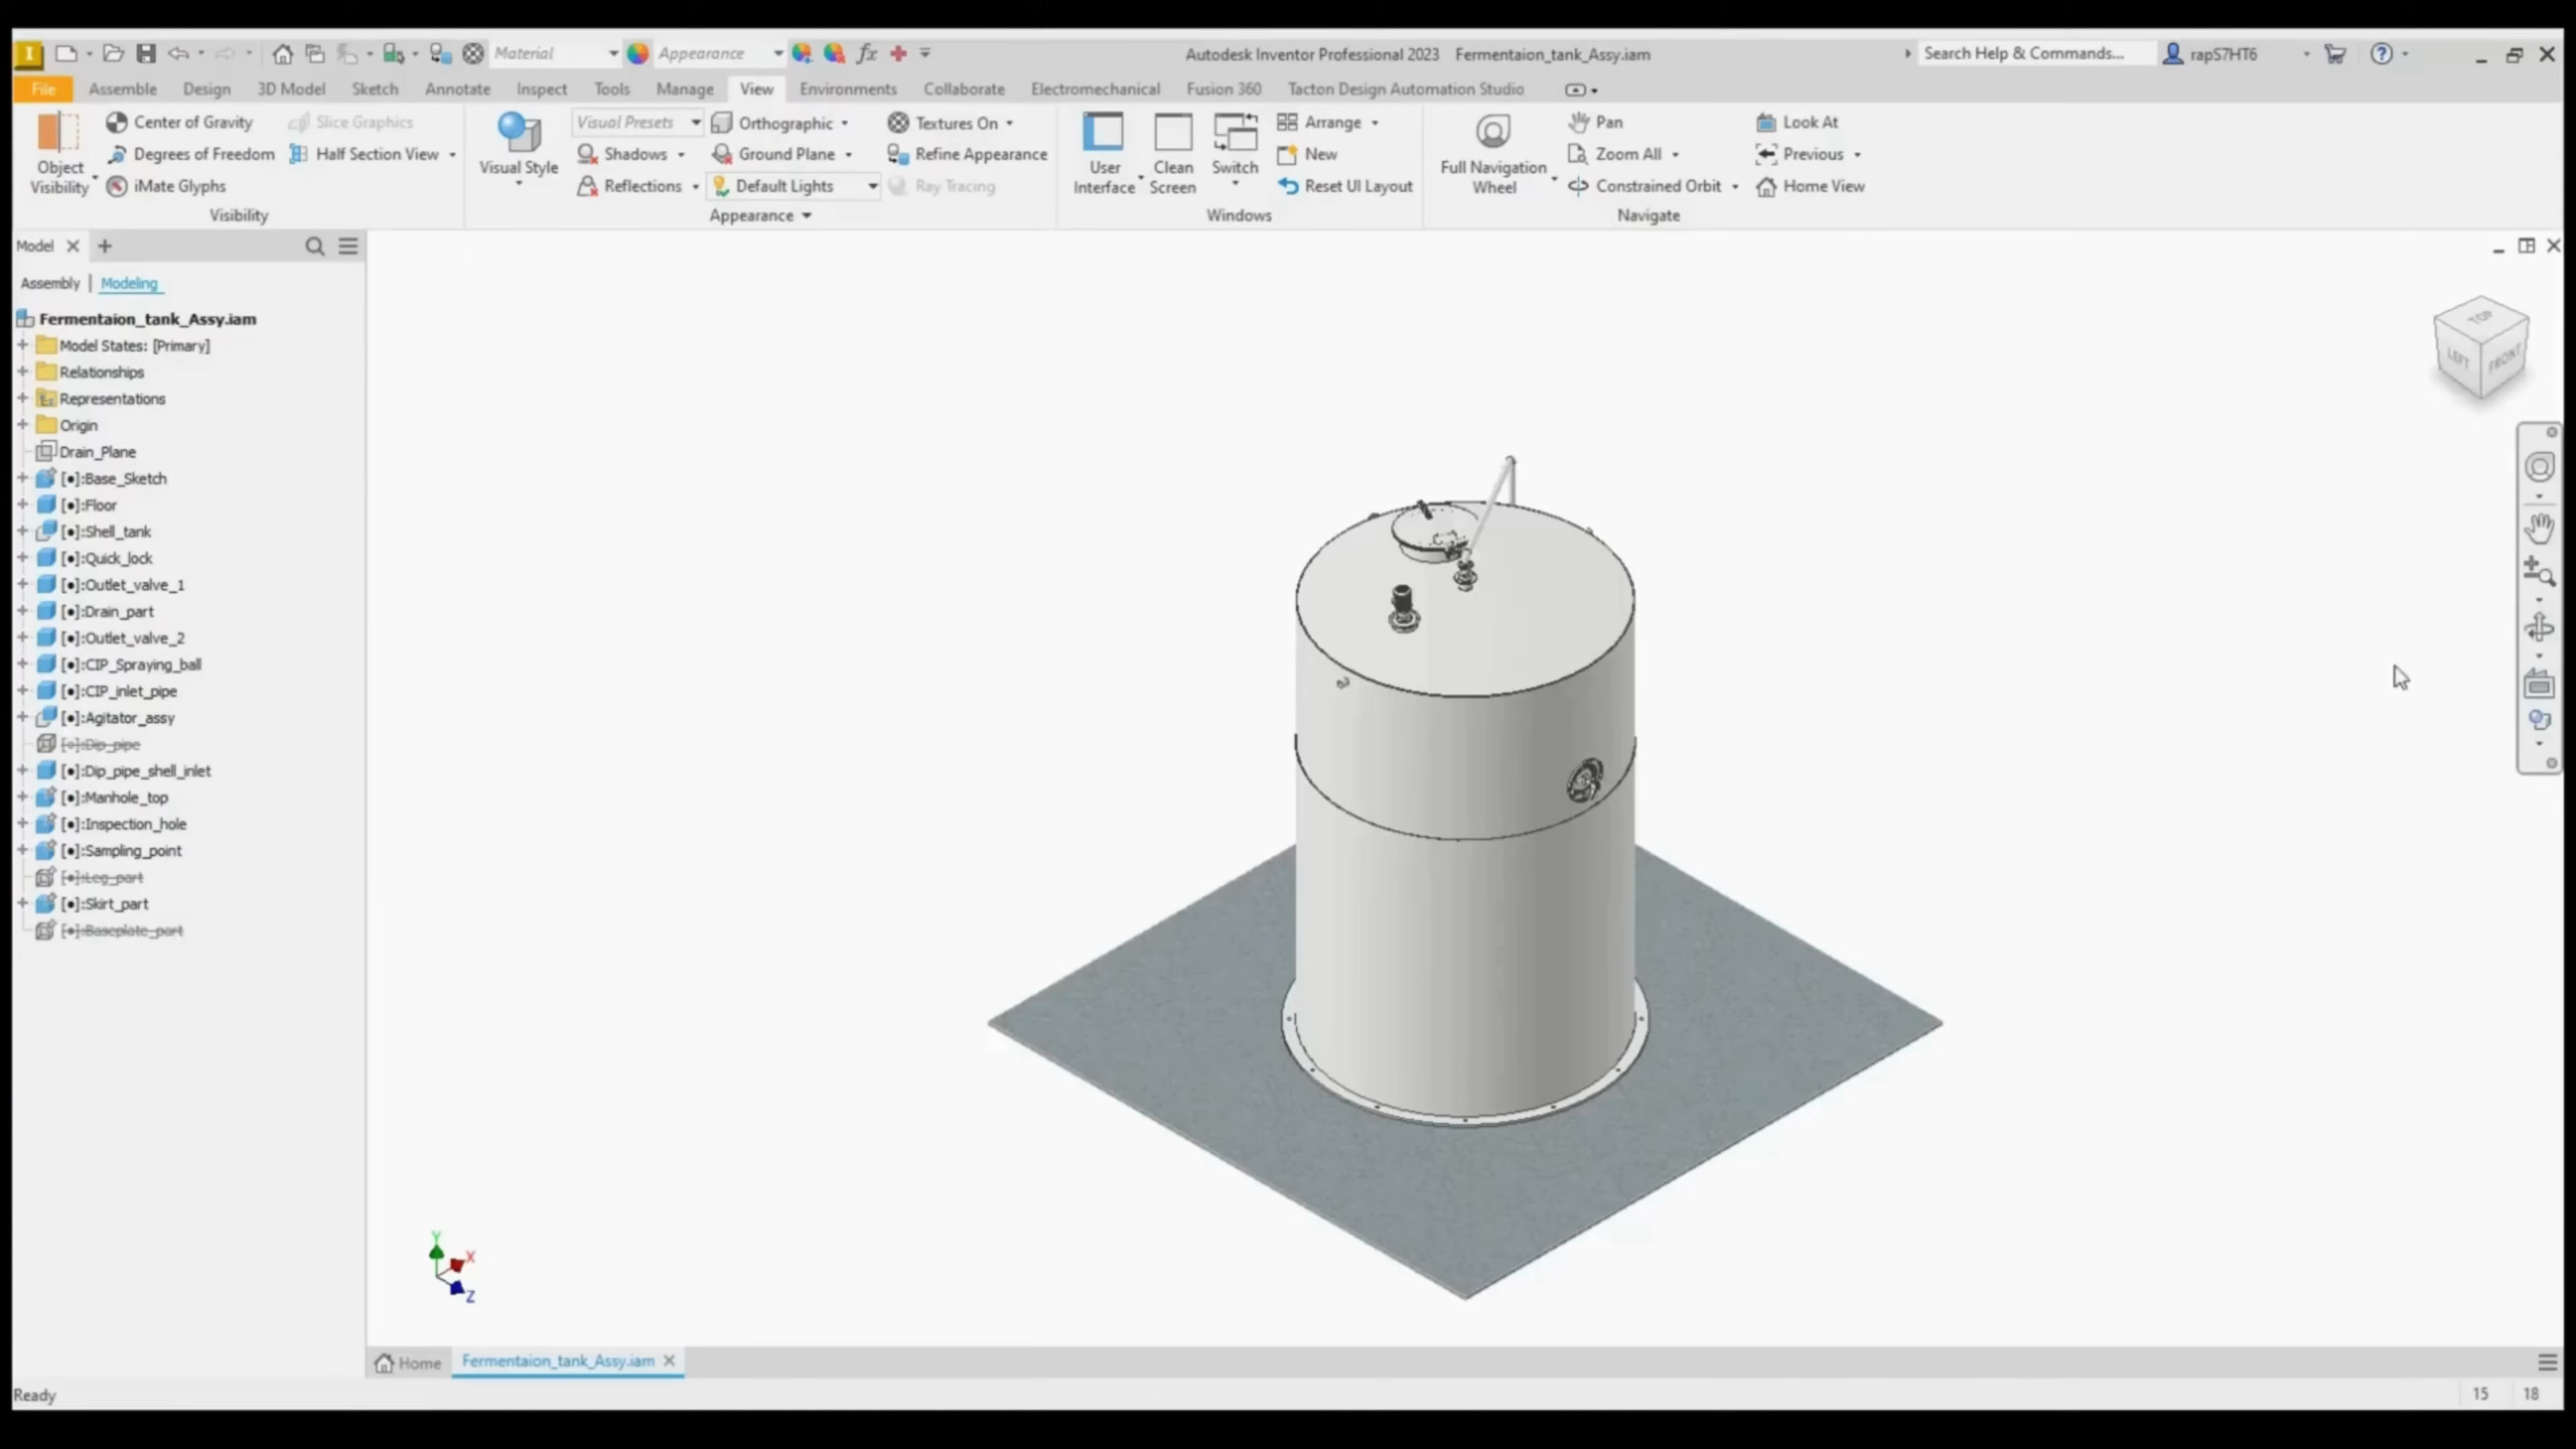 I Material Appearance fx Autodesk Inventor Professional 2023 Fermentaion_tank_Assy.iam Search Help & Commands... rapS7HT6
File Assemble Design 3D Model Sketch Annotate Inspect Tools Manage View Environments Collaborate Electromechanical Fusion 360 Tacton Design Automation Studio
Object Visibility
Center of Gravity
Degrees of Freedom
iMate Glyphs
Slice Graphics
Half Section View
Visibility
Visual Style
Visual Presets
Shadows
Reflections
Orthographic
Ground Plane
Default Lights
Textures On
Refine Appearance
Ray Tracing
Appearance
User Interface
Clean Screen
Switch
Arrange
New
Reset UI Layout
Windows
Full Navigation Wheel
Pan
Zoom All
Constrained Orbit
Look At
Previous
Home View
Navigate
Model
Assembly | Modeling
Fermentaion_tank_Assy.iam
Model States: [Primary]
Relationships
Representations
Origin
Drain_Plane
[●]:Base_Sketch
[●]:Floor
[●]:Shell_tank
[●]:Quick_lock
[●]:Outlet_valve_1
[●]:Drain_part
[●]:Outlet_valve_2
[●]:CIP_Spraying_ball
[●]:CIP_inlet_pipe
[●]:Agitator_assy
[○]:Dip_pipe
[●]:Dip_pipe_shell_inlet
[●]:Manhole_top
[●]:Inspection_hole
[●]:Sampling_point
[●]:Leg_part
[●]:Skirt_part
[●]:Baseplate_part
TOP
LEFT FRONT
Y
X
Z
Home Fermentaion_tank_Assy.iam
Ready 15 18